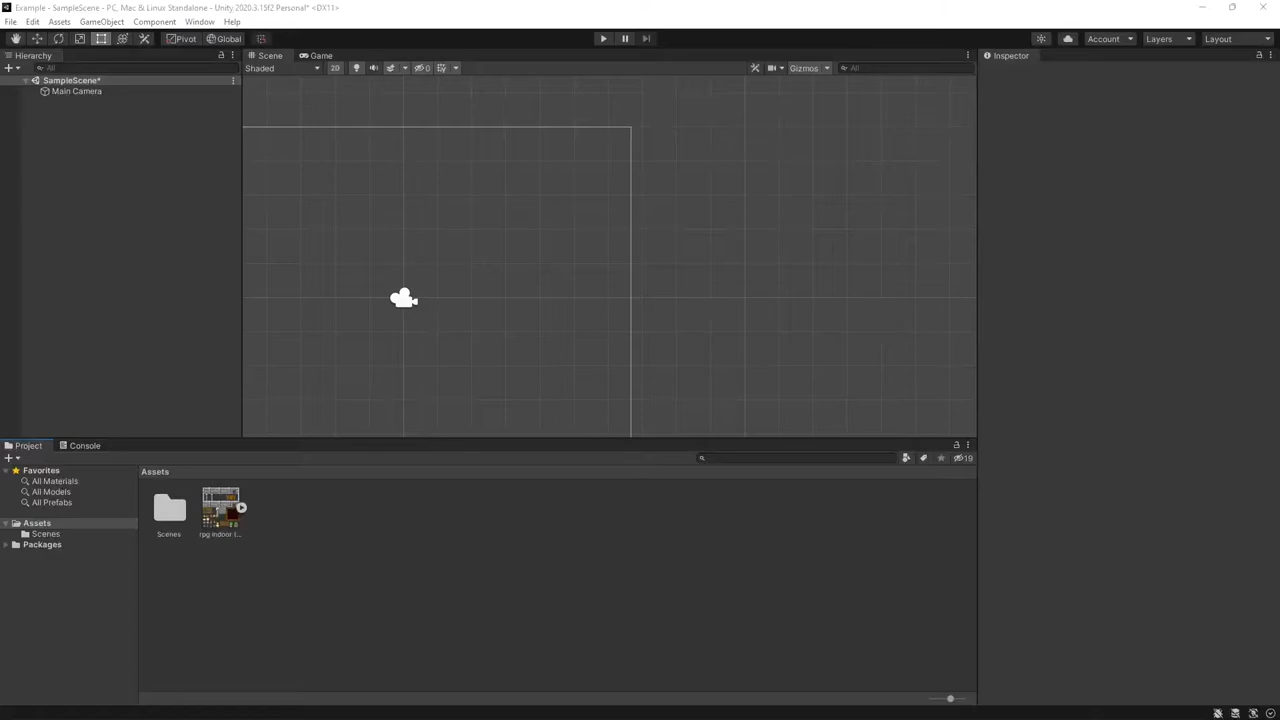 Example - SampleScene - PC, Mac & Linux Standalone - Unity 2020.3.15f2 Personal* <DX11>
File Edit Assets GameObject Component Window Help
Pivot Global Account Layers Layout
Hierarchy
All
SampleScene*
Main Camera
Scene Game
Shaded 2D 0 Gizmos All
Inspector
Project Console
19
Favorites
All Materials
All Models
All Prefabs
Assets
Scenes
Packages
Assets
Scenes
rpg indoor t...